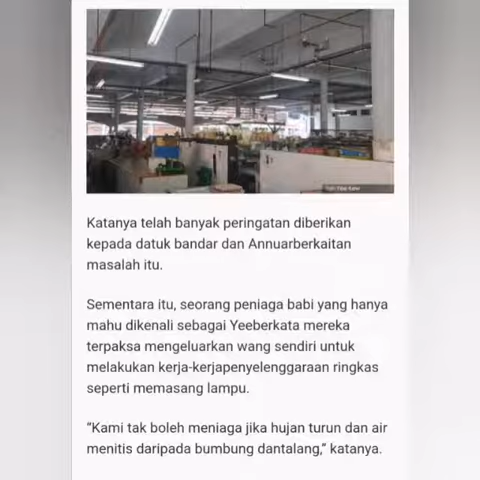 Katanya telah banyak peringatan diberikan
kepada datuk bandar dan Annuarberkaitan
masalah itu.
Sementara itu, seorang peniaga babi yang hanya
mahu dikenali sebagai Yeeberkata mereka
terpaksa mengeluarkan wang sendiri untuk
melakukan kerja-kerjapenyelenggaraan ringkas
seperti memasang lampu.
“Kami tak boleh meniaga jika hujan turun dan air
menitis daripada bumbung dantalang,” katanya.